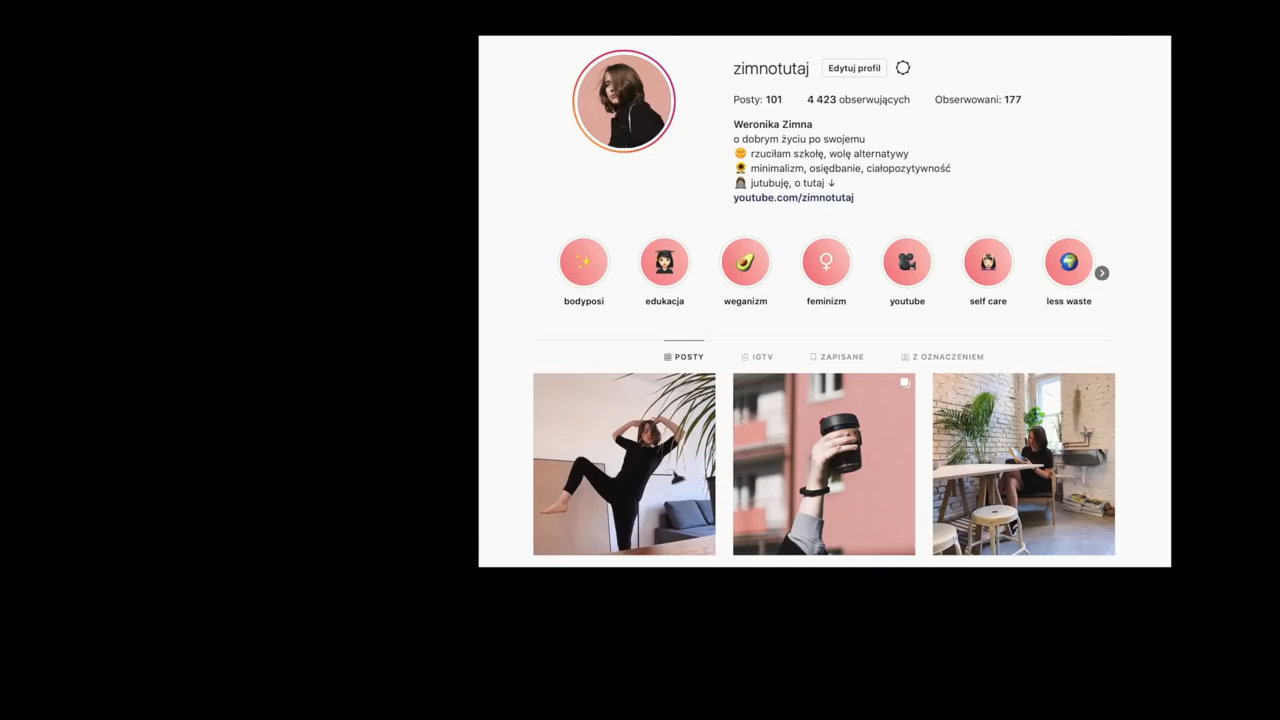 zimnotutaj Edytuj profil
Posty: 101 4 423 obserwujących Obserwowani: 177
Weronika Zimna
o dobrym życiu po swojemu
rzuciłam szkołę, wolę alternatywy
minimalizm, osiędbanie, ciałopozytywność
jutubuję, o tutaj ↓
youtube.com/zimnotutaj
bodyposi edukacja weganizm feminizm youtube self care less waste
POSTY IGTV ZAPISANE Z OZNACZENIEM